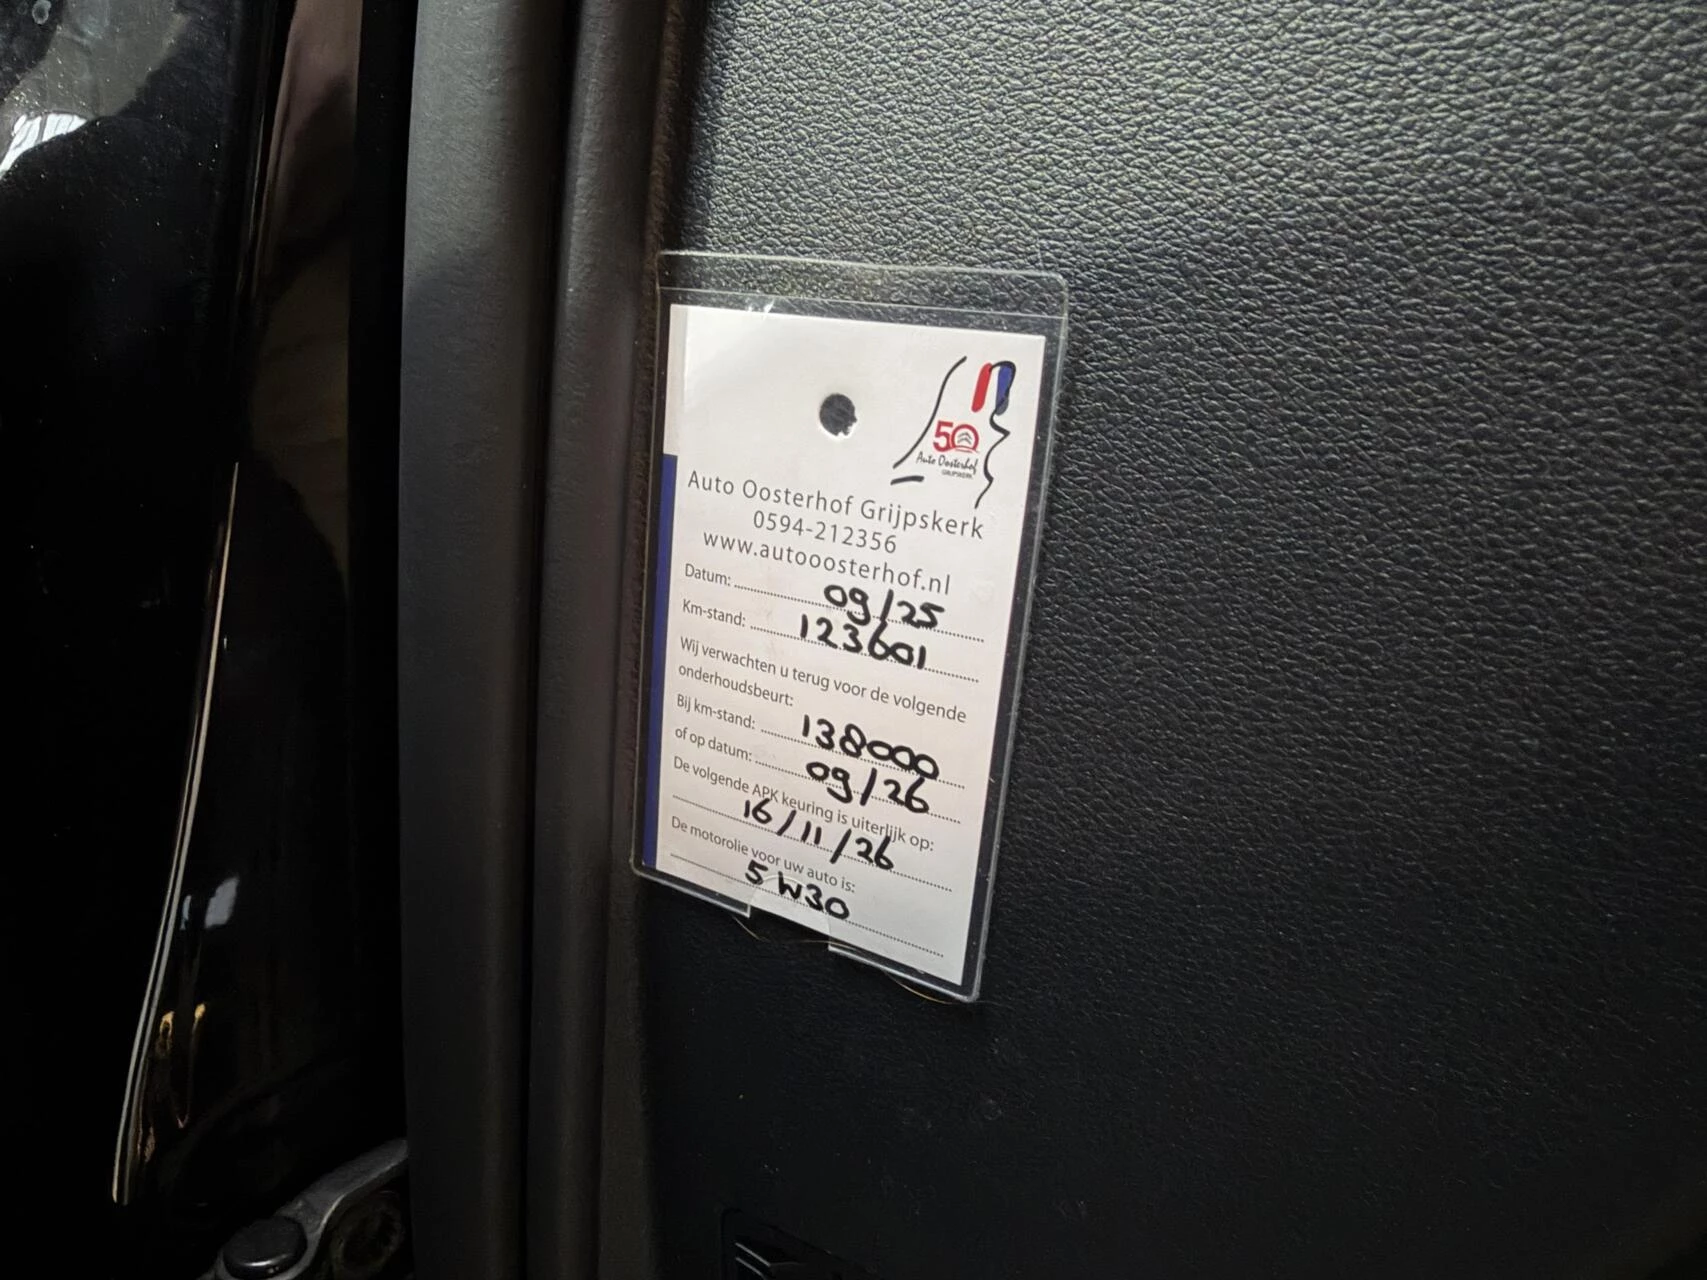 50
Auto Oosterhof
GRIJPSKERK
Auto Oosterhof Grijpskerk
0594-212356
www.autooosterhof.nl
Datum: 09/25
Km-stand: 123601
Wij verwachten u terug voor de volgende
onderhoudsbeurt:
Bij km-stand: 138000
of op datum: 09/26
De volgende APK keuring is uiterlijk op:
16/11/26
De motorolie voor uw auto is:
5W30